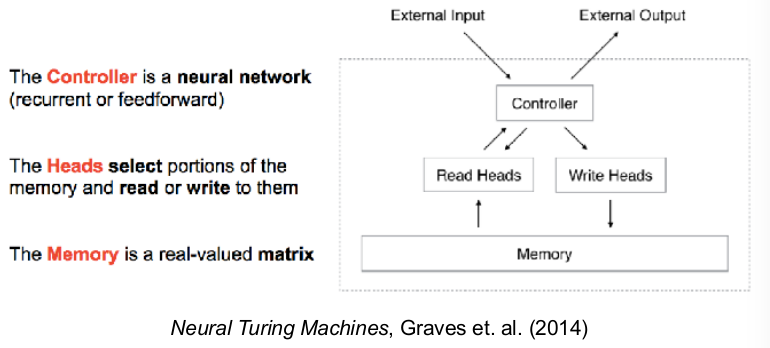 External Input
External Output
The Controller is a neural network
(recurrent or feedforward)
Controller
The Heads select portions of the
memory and read or write to them
Read Heads
Write Heads
The Memory is a real-valued matrix
Memory
Neural Turing Machines, Graves et. al. (2014)